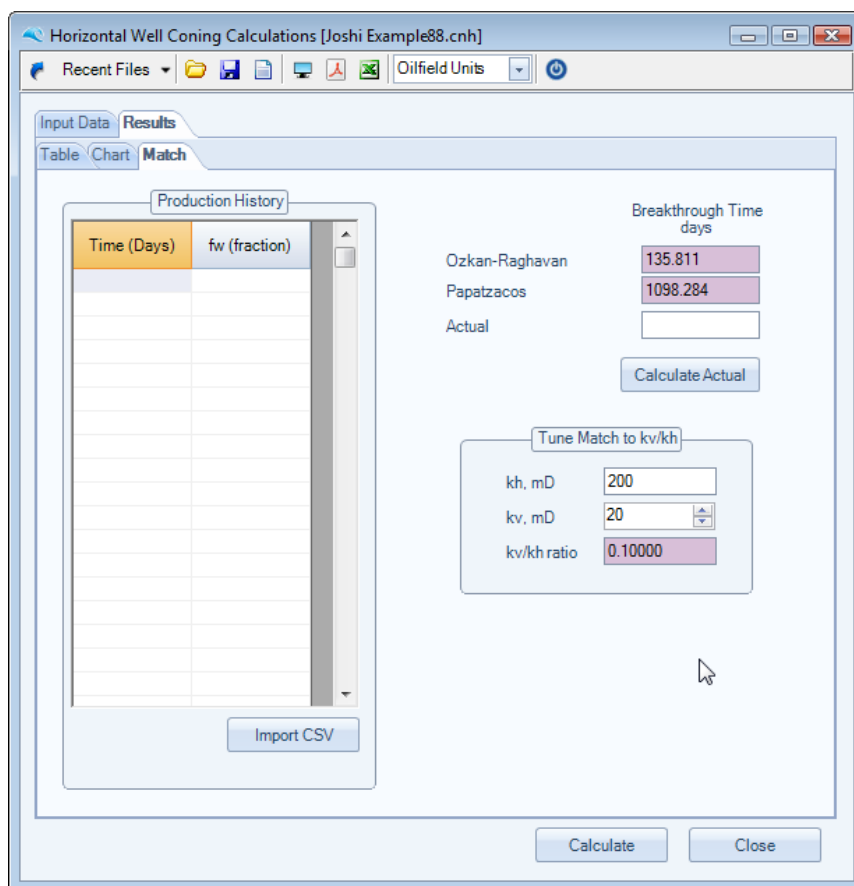 Horizontal Well Coning Calculations [Joshi Example88.cnh]
Recent Files Oilfield Units
Input Data Results
Table Chart Match
Production History
Time (Days) fw (fraction)
Import CSV
Breakthrough Time
days
Ozkan-Raghavan 135.811
Papatzacos 1098.284
Actual
Calculate Actual
Tune Match to kv/kh
kh, mD 200
kv, mD 20
kv/kh ratio 0.10000
Calculate Close